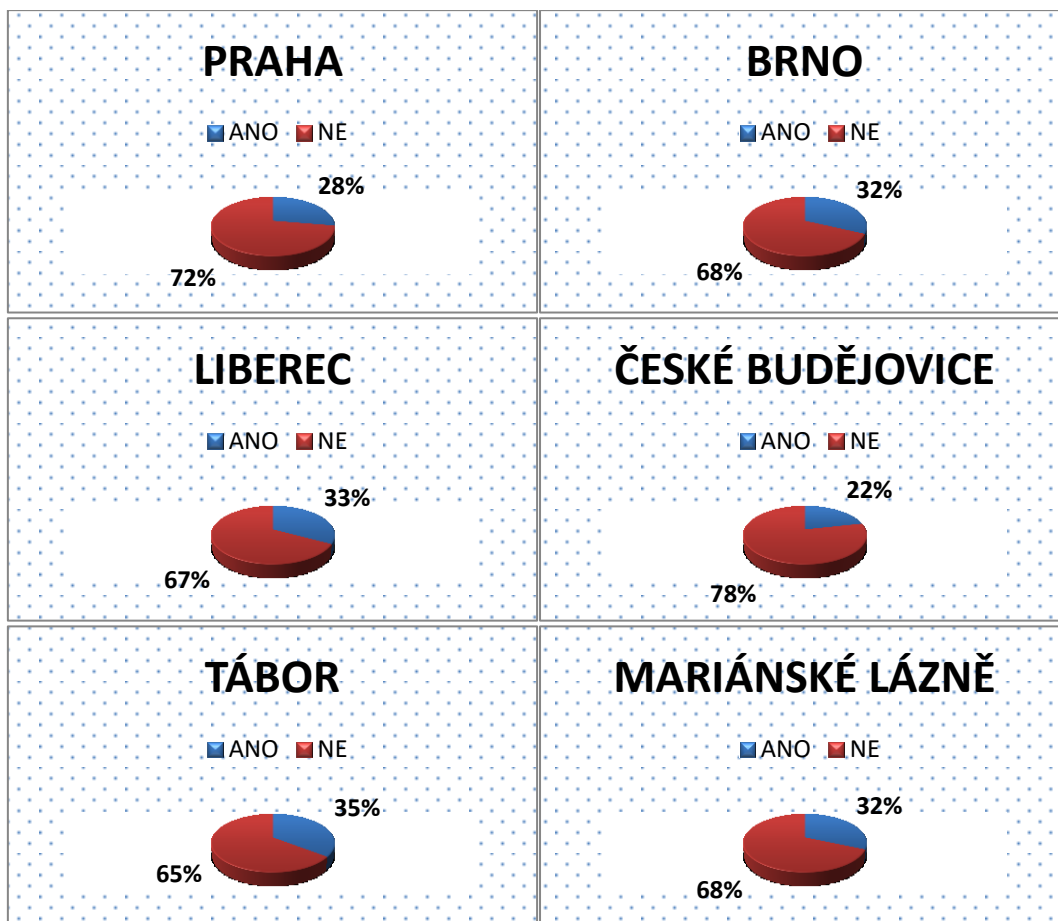 PRAHA
ANO NE
28%
72%
BRNO
ANO NE
32%
68%
LIBEREC
ANO NE
33%
67%
ČESKÉ BUDĚJOVICE
ANO NE
22%
78%
TÁBOR
ANO NE
35%
65%
MARIÁNSKÉ LÁZNĚ
ANO NE
32%
68%